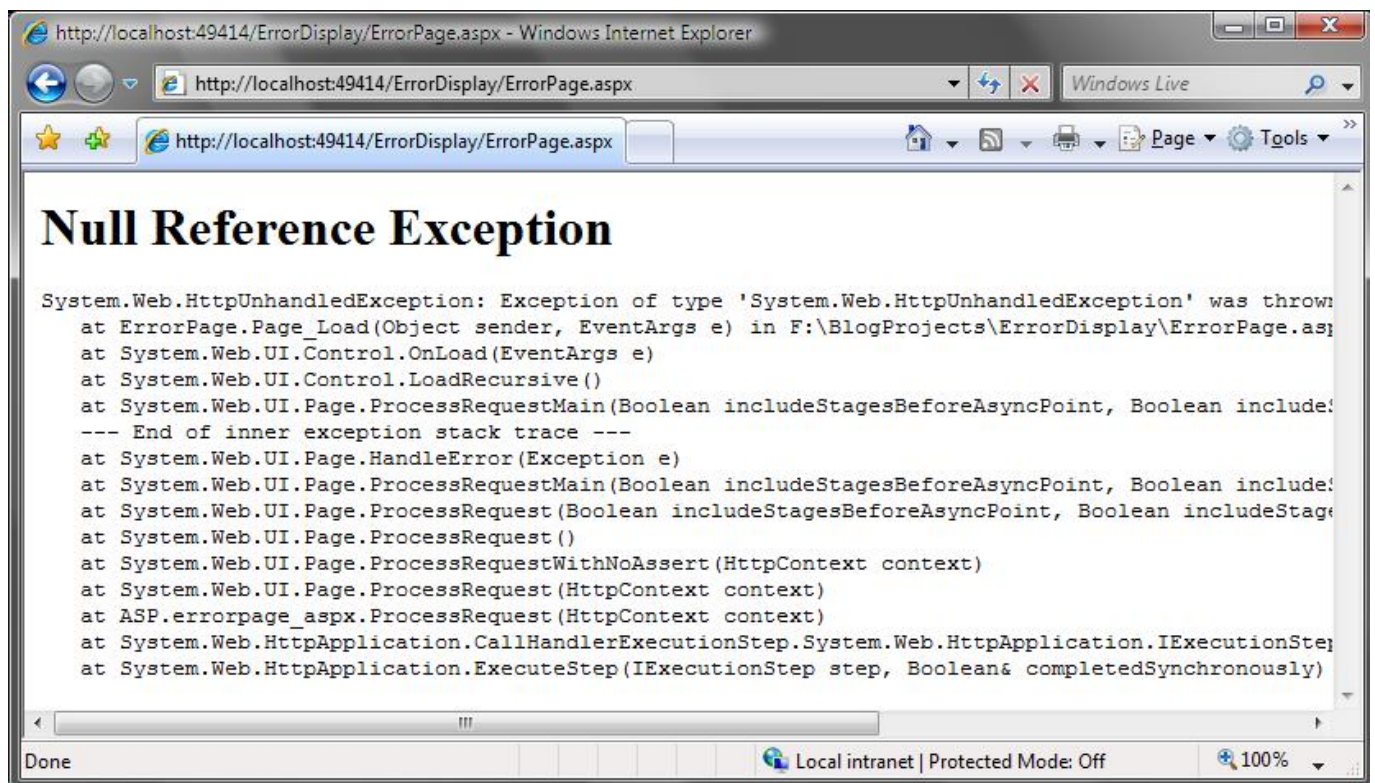 http://localhost:49414/ErrorDisplay/ErrorPage.aspx - Windows Internet Explorer
http://localhost:49414/ErrorDisplay/ErrorPage.aspx
Windows Live
http://localhost:49414/ErrorDisplay/ErrorPage.aspx
Page
Tools
Null Reference Exception
System.Web.HttpUnhandledException: Exception of type 'System.Web.HttpUnhandledException' was thrown
at ErrorPage.Page_Load(Object sender, EventArgs e) in F:\BlogProjects\ErrorDisplay\ErrorPage.asp
at System.Web.UI.Control.OnLoad(EventArgs e)
at System.Web.UI.Control.LoadRecursive()
at System.Web.UI.Page.ProcessRequestMain(Boolean includeStagesBeforeAsyncPoint, Boolean includeS
--- End of inner exception stack trace ---
at System.Web.UI.Page.HandleError(Exception e)
at System.Web.UI.Page.ProcessRequestMain(Boolean includeStagesBeforeAsyncPoint, Boolean includeS
at System.Web.UI.Page.ProcessRequest(Boolean includeStagesBeforeAsyncPoint, Boolean includeStage
at System.Web.UI.Page.ProcessRequest()
at System.Web.UI.Page.ProcessRequestWithNoAssert(HttpContext context)
at System.Web.UI.Page.ProcessRequest(HttpContext context)
at ASP.errorpage_aspx.ProcessRequest(HttpContext context)
at System.Web.HttpApplication.CallHandlerExecutionStep.System.Web.HttpApplication.IExecutionStep
at System.Web.HttpApplication.ExecuteStep(IExecutionStep step, Boolean& completedSynchronously)
Done
Local intranet | Protected Mode: Off
100%